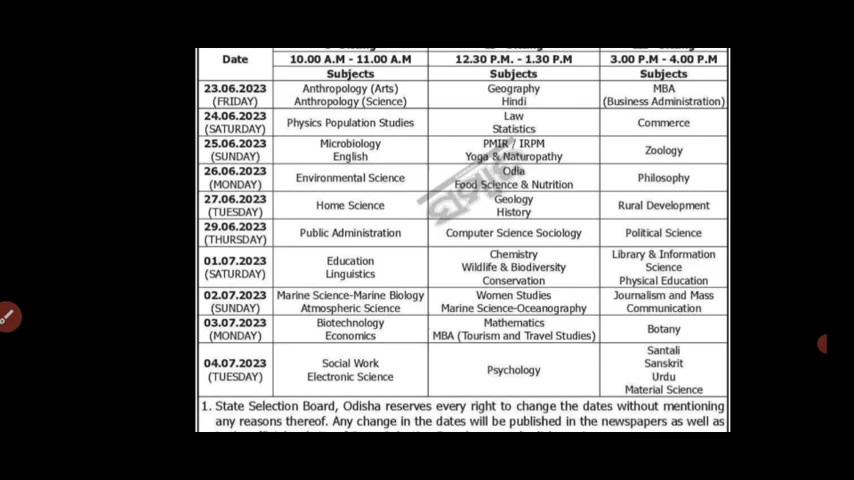 Date
10.00 A.M - 11.00 A.M
12.30 P.M. - 1.30 P.M
3.00 P.M - 4.00 P.M
Subjects
Subjects
Subjects
23.06.2023
(FRIDAY)
Anthropology (Arts)
Anthropology (Science)
Geography
Hindi
MBA
(Business Administration)
24.06.2023
(SATURDAY)
Physics Population Studies
Law
Statistics
Commerce
25.06.2023
(SUNDAY)
Microbiology
English
PMIR / IRPM
Yoga & Naturopathy
Zoology
26.06.2023
(MONDAY)
Environmental Science
Odia
Food Science & Nutrition
Philosophy
27.06.2023
(TUESDAY)
Home Science
Geology
History
Rural Development
29.06.2023
(THURSDAY)
Public Administration
Computer Science Sociology
Political Science
01.07.2023
(SATURDAY)
Education
Linguistics
Chemistry
Wildlife & Biodiversity
Conservation
Library & Information
Science
Physical Education
02.07.2023
(SUNDAY)
Marine Science-Marine Biology
Atmospheric Science
Women Studies
Marine Science-Oceanography
Journalism and Mass
Communication
03.07.2023
(MONDAY)
Biotechnology
Economics
Mathematics
MBA (Tourism and Travel Studies)
Botany
04.07.2023
(TUESDAY)
Social Work
Electronic Science
Psychology
Santali
Sanskrit
Urdu
Material Science
1. State Selection Board, Odisha reserves every right to change the dates without mentioning
any reasons thereof. Any change in the dates will be published in the newspapers as well as